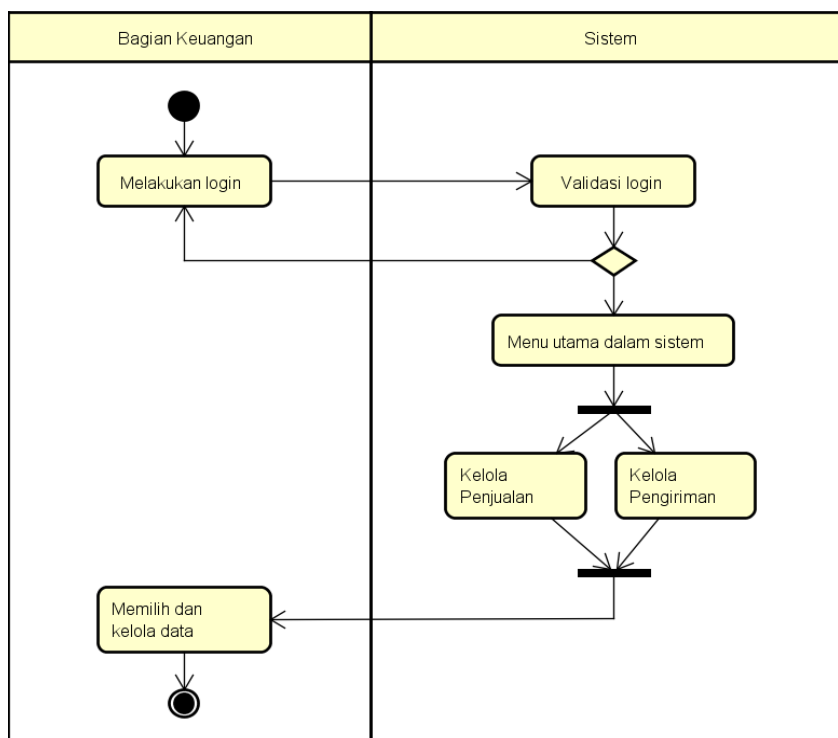 Bagian Keuangan
Sistem
Melakukan login
Validasi login
Menu utama dalam sistem
Kelola
Penjualan
Kelola
Pengiriman
Memilih dan
kelola data